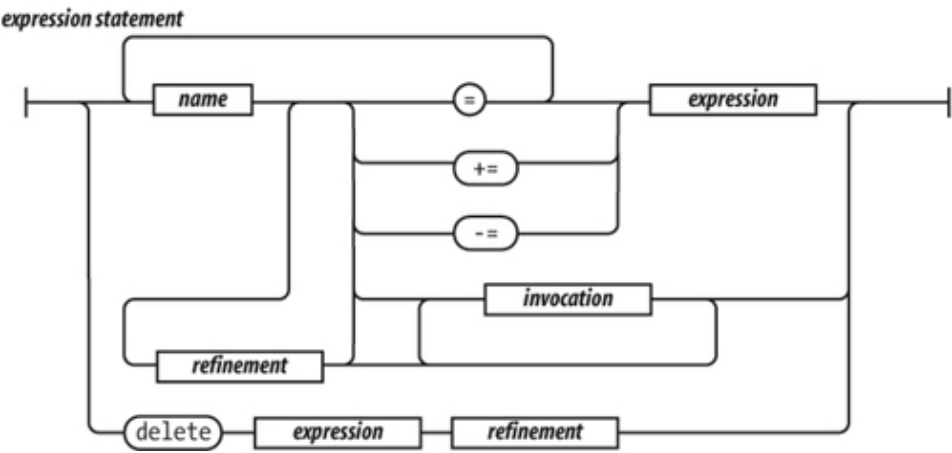 expression statement
name = expression
+=
-=
invocation
refinement
delete expression refinement